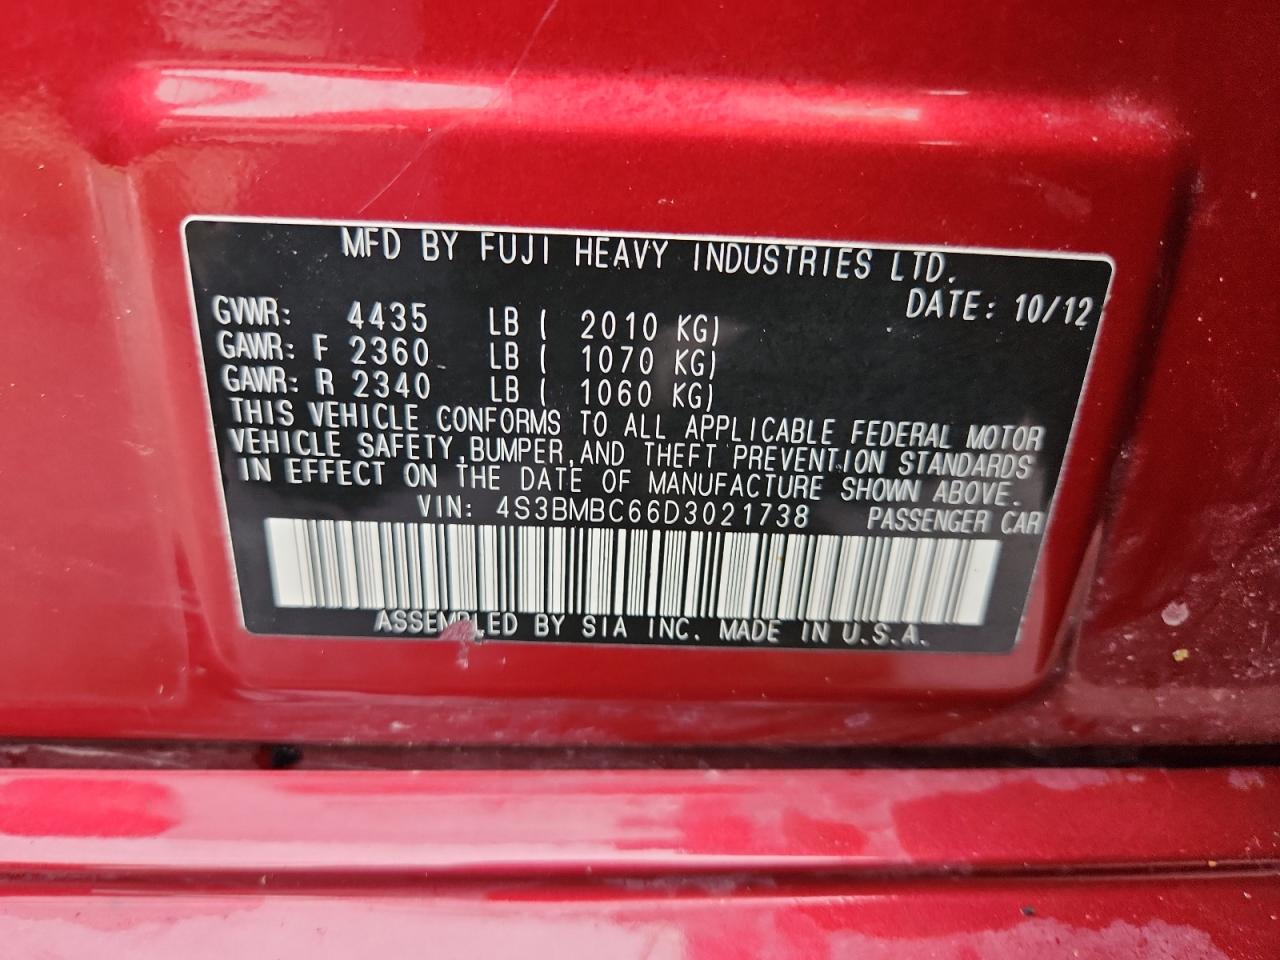 MFD BY FUJI HEAVY INDUSTRIES LTD.
DATE: 10/12
GVWR: 4435 LB ( 2010 KG)
GAWR: F 2360 LB ( 1070 KG)
GAWR: R 2340 LB ( 1060 KG)
THIS VEHICLE CONFORMS TO ALL APPLICABLE FEDERAL MOTOR
VEHICLE SAFETY,BUMPER,AND THEFT PREVENTION STANDARDS
IN EFFECT ON THE DATE OF MANUFACTURE SHOWN ABOVE.
VIN: 4S3BMBC66D3021738 PASSENGER CAR
ASSEMBLED BY SIA INC. MADE IN U.S.A.